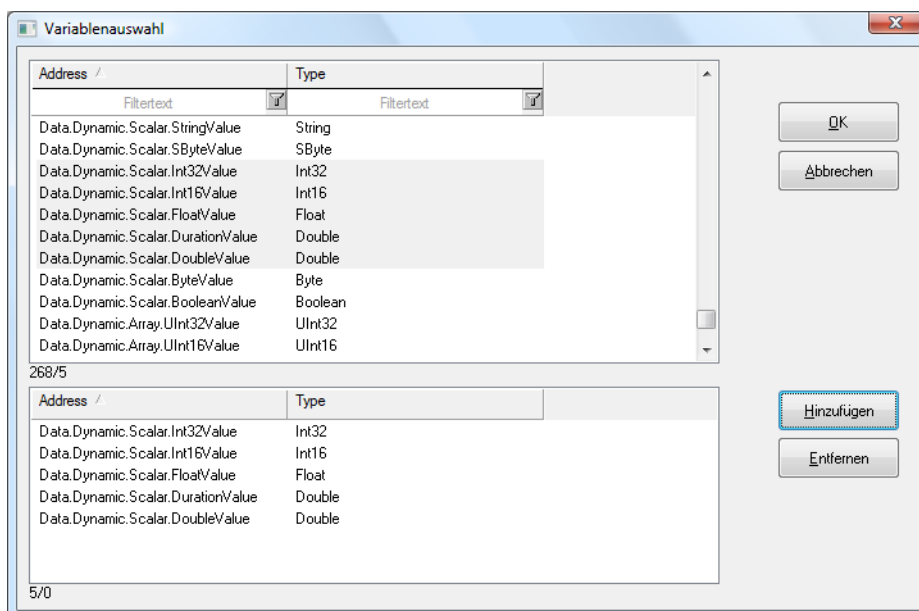 Variablenauswahl
Address Type
Filtertext Filtertext
Data.Dynamic.Scalar.StringValue String
Data.Dynamic.Scalar.SByteValue SByte
Data.Dynamic.Scalar.Int32Value Int32
Data.Dynamic.Scalar.Int16Value Int16
Data.Dynamic.Scalar.FloatValue Float
Data.Dynamic.Scalar.DurationValue Double
Data.Dynamic.Scalar.DoubleValue Double
Data.Dynamic.Scalar.ByteValue Byte
Data.Dynamic.Scalar.BooleanValue Boolean
Data.Dynamic.Array.UInt32Value UInt32
Data.Dynamic.Array.UInt16Value UInt16
268/5
OK
Abbrechen
Address Type
Data.Dynamic.Scalar.Int32Value Int32
Data.Dynamic.Scalar.Int16Value Int16
Data.Dynamic.Scalar.FloatValue Float
Data.Dynamic.Scalar.DurationValue Double
Data.Dynamic.Scalar.DoubleValue Double
5/0
Hinzufügen
Entfernen